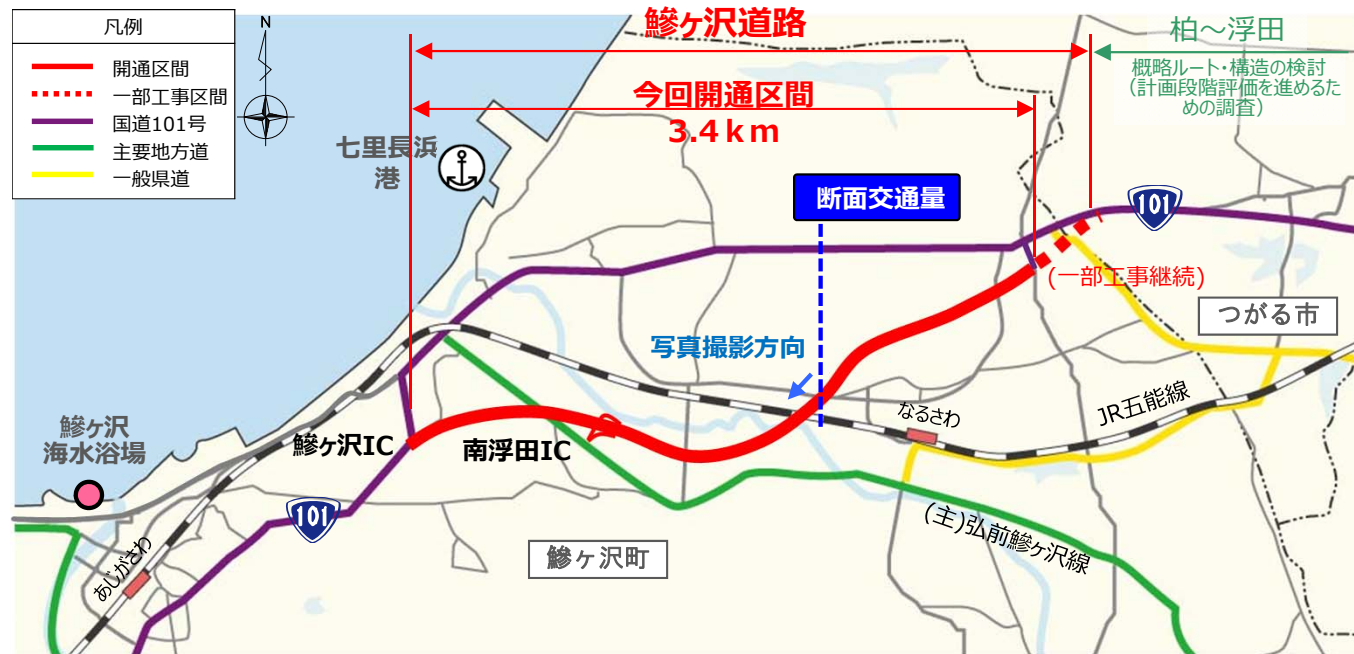 凡例
開通区間
一部工事区間
国道101号
主要地方道
一般県道
N
鰺ヶ沢道路
今回開通区間
3.4km
柏～浮田
概略ルート・構造の検討
(計画段階評価を進めるた
めの調査)
七里長浜
港
断面交通量
101
(一部工事継続)
つがる市
写真撮影方向
なるさわ
JR五能線
鰺ヶ沢
海水浴場
鰺ヶ沢IC
南浮田IC
101
(主)弘前鰺ヶ沢線
あじがさわ
鰺ヶ沢町